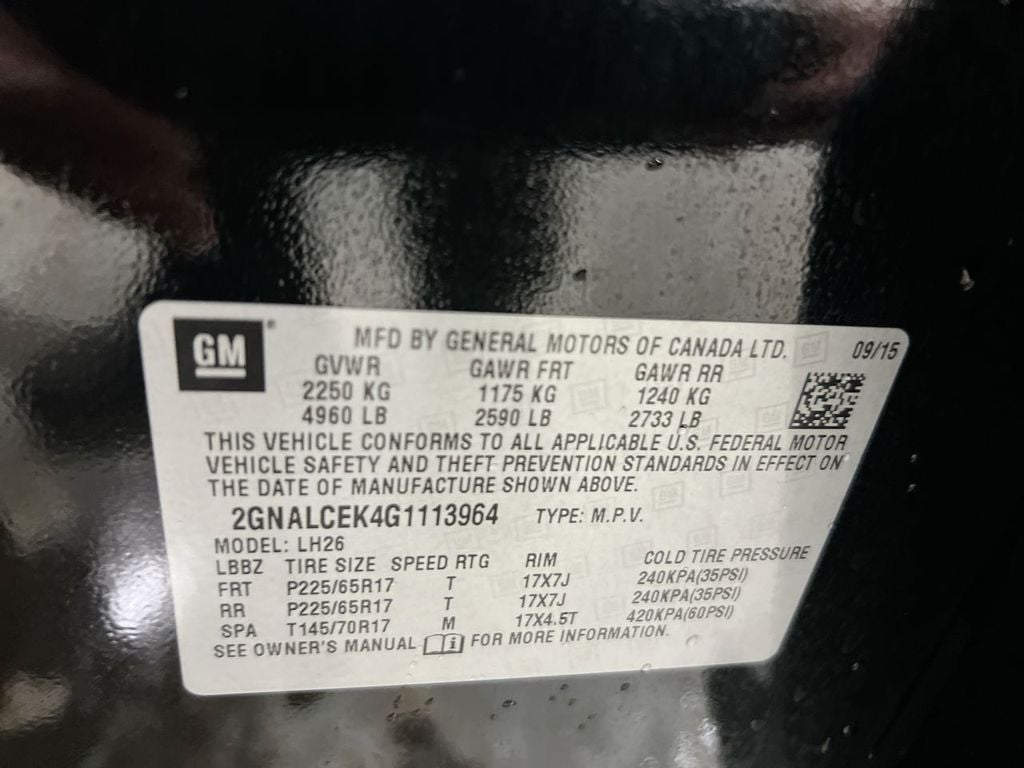 GM
MFD BY GENERAL MOTORS OF CANADA LTD. 09/15
GVWR GAWR FRT GAWR RR
2250 KG 1175 KG 1240 KG
4960 LB 2590 LB 2733 LB
THIS VEHICLE CONFORMS TO ALL APPLICABLE U.S. FEDERAL MOTOR
VEHICLE SAFETY AND THEFT PREVENTION STANDARDS IN EFFECT ON
THE DATE OF MANUFACTURE SHOWN ABOVE.
2GNALCEK4G1113964 TYPE: M.P.V.
MODEL: LH26
LBBZ TIRE SIZE SPEED RTG RIM COLD TIRE PRESSURE
FRT P225/65R17 T 17X7J 240KPA(35PSI)
RR P225/65R17 T 17X7J 240KPA(35PSI)
SPA T145/70R17 M 17X4.5T 420KPA(60PSI)
SEE OWNER'S MANUAL i FOR MORE INFORMATION.